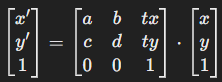 x' a b tx x
y' = c d ty · y
1 0 0 1 1